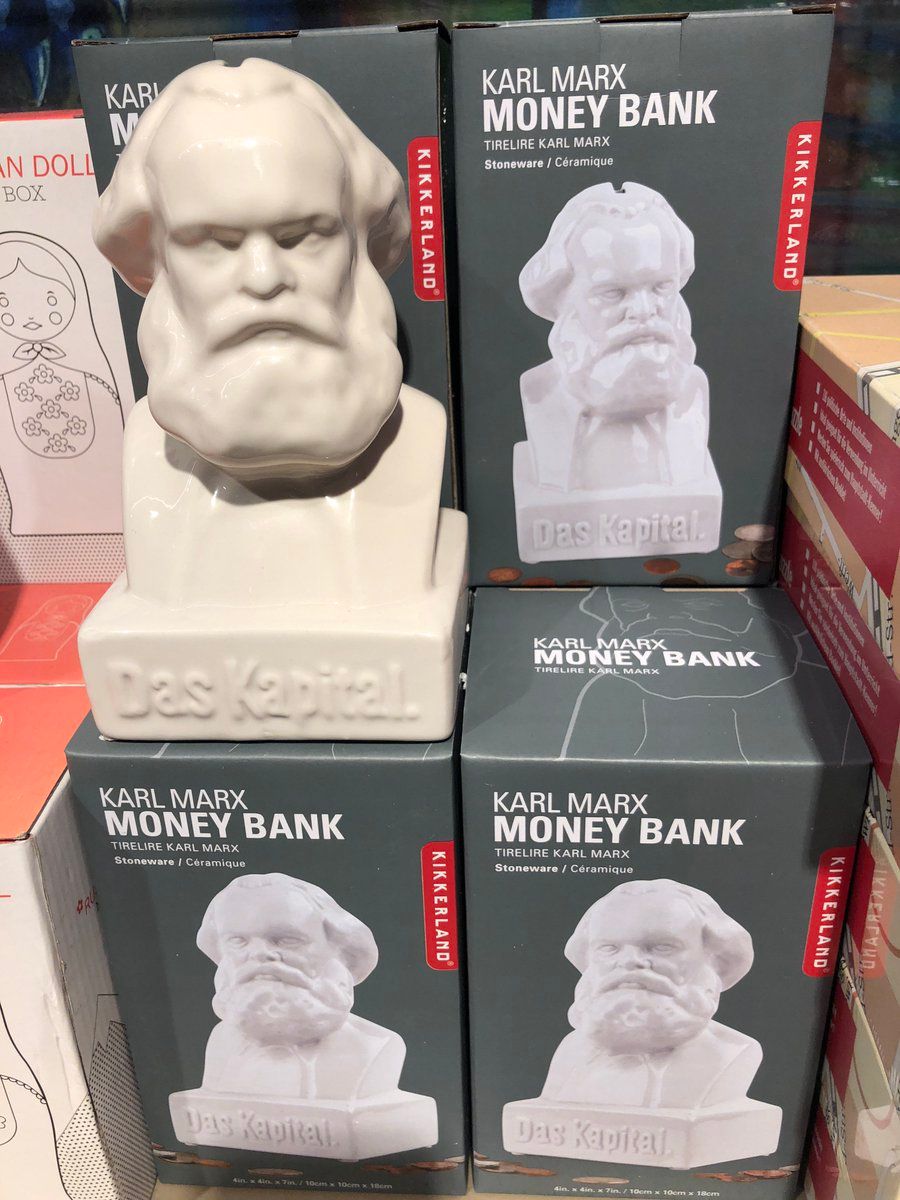 KARL
M
KIKKERLAND®
KARL MARX
MONEY BANK
TIRELIRE KARL MARX
Stoneware / Céramique
KIKKERLAND®
Das Kapital.
AN DOLL
BOX
Das Kapital.
KARL MARX
MONEY BANK
TIRELIRE KARL MARX
KARL MARX
MONEY BANK
TIRELIRE KARL MARX
Stoneware / Céramique
KIKKERLAND®
Das Kapital.
4in. x 4in. x 7in. / 10cm x 10cm x 18cm
KARL MARX
MONEY BANK
TIRELIRE KARL MARX
Stoneware / Céramique
KIKKERLAND®
Das Kapital.
4in. x 4in. x 7in. / 10cm x 10cm x 18cm
KIKKERLAND